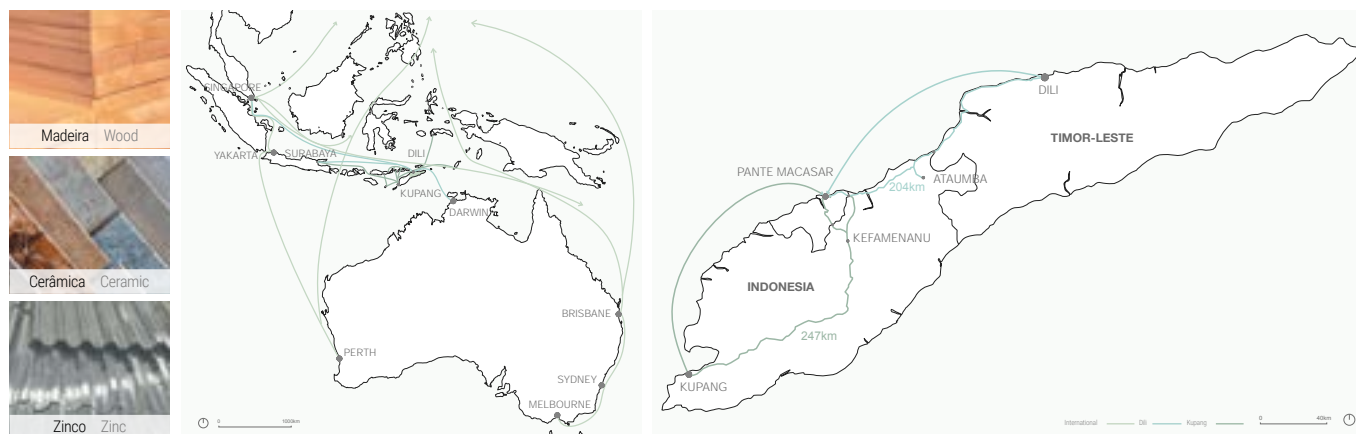 Madeira Wood
Cerâmica Ceramic
Zinco Zinc
SINGAPORE
YAKARTA
SURABAYA
DILI
KUPANG
DARWIN
BRISBANE
PERTH
SYDNEY
MELBOURNE
0 1000km
DILI
TIMOR-LESTE
PANTE MACASAR
ATAUMBA
204km
KEFAMENANU
INDONESIA
247km
KUPANG
International Dili Kupang
0 40km